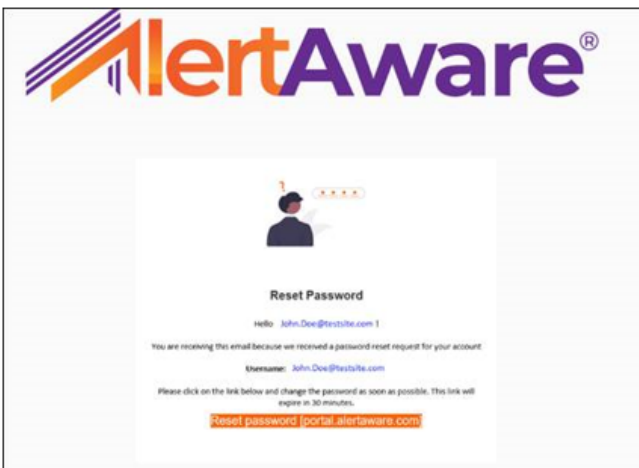 AlertAware®
? ****
Reset Password
Hello John.Doe@testsite.com !
You are receiving this email because we received a password reset request for your account
Username: John.Doe@testsite.com
Please click on the link below and change the password as soon as possible. This link will
expire in 30 minutes.
Reset password [portal.alertaware.com]